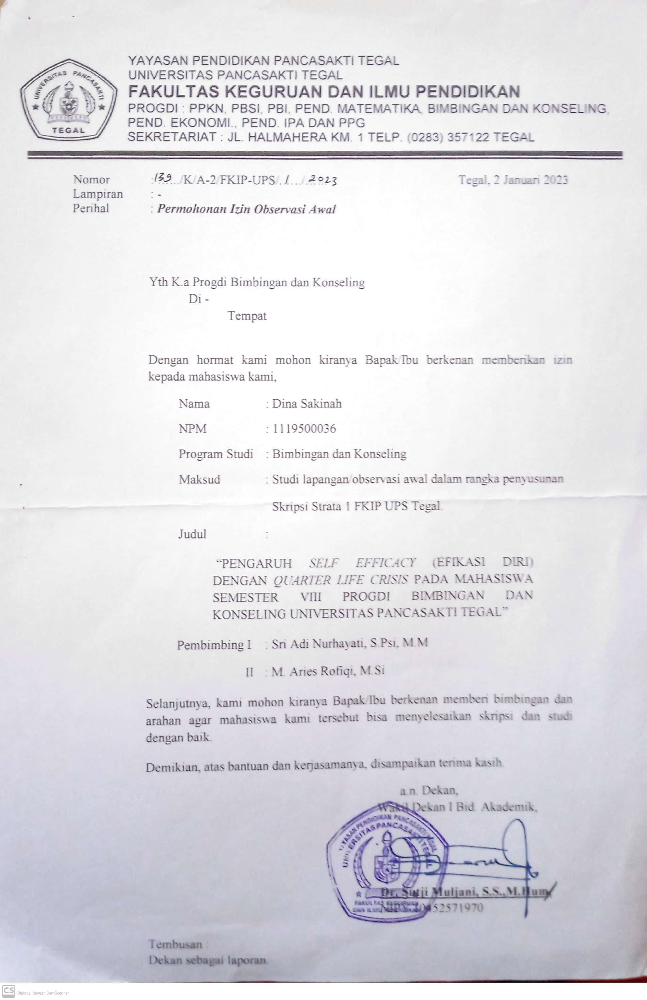 UNIVERSITAS PANCASAKTI
TEGAL
YAYASAN PENDIDIKAN PANCASAKTI TEGAL
UNIVERSITAS PANCASAKTI TEGAL
FAKULTAS KEGURUAN DAN ILMU PENDIDIKAN
PROGDI : PPKN, PBSI, PBI, PEND. MATEMATIKA, BIMBINGAN DAN KONSELING,
PEND. EKONOMI., PEND. IPA DAN PPG
SEKRETARIAT : JL. HALMAHERA KM. 1 TELP. (0283) 357122 TEGAL
Nomor : 139 /K/A-2/FKIP-UPS/ 1 / 2023 Tegal, 2 Januari 2023
Lampiran : -
Perihal : Permohonan Izin Observasi Awal
Yth K.a Progdi Bimbingan dan Konseling
Di -
Tempat
Dengan hormat kami mohon kiranya Bapak/Ibu berkenan memberikan izin
kepada mahasiswa kami,
Nama : Dina Sakinah
NPM : 1119500036
Program Studi : Bimbingan dan Konseling
Maksud : Studi lapangan/observasi awal dalam rangka penyusunan
Skripsi Strata 1 FKIP UPS Tegal.
Judul :
“PENGARUH SELF EFFICACY (EFIKASI DIRI)
DENGAN QUARTER LIFE CRISIS PADA MAHASISWA
SEMESTER VIII PROGDI BIMBINGAN DAN
KONSELING UNIVERSITAS PANCASAKTI TEGAL”
Pembimbing I : Sri Adi Nurhayati, S.Psi, M.M
II : M. Aries Rofiqi, M.Si
Selanjutnya, kami mohon kiranya Bapak/Ibu berkenan memberi bimbingan dan
arahan agar mahasiswa kami tersebut bisa menyelesaikan skripsi dan studi
dengan baik.
Demikian, atas bantuan dan kerjasamanya, disampaikan terima kasih.
a.n. Dekan,
Wakil Dekan I Bid. Akademik,
YAYASAN PENDIDIKAN PANCASAKTI TEGAL
UNIVERSITAS PANCASAKTI TEGAL
FAKULTAS KEGURUAN
DAN ILMU PENDIDIKAN
Dr. Sutji Muljani, S.S.,M.Hum
Tembusan :
Dekan sebagai laporan.
CS Dipindai dengan CamScanner